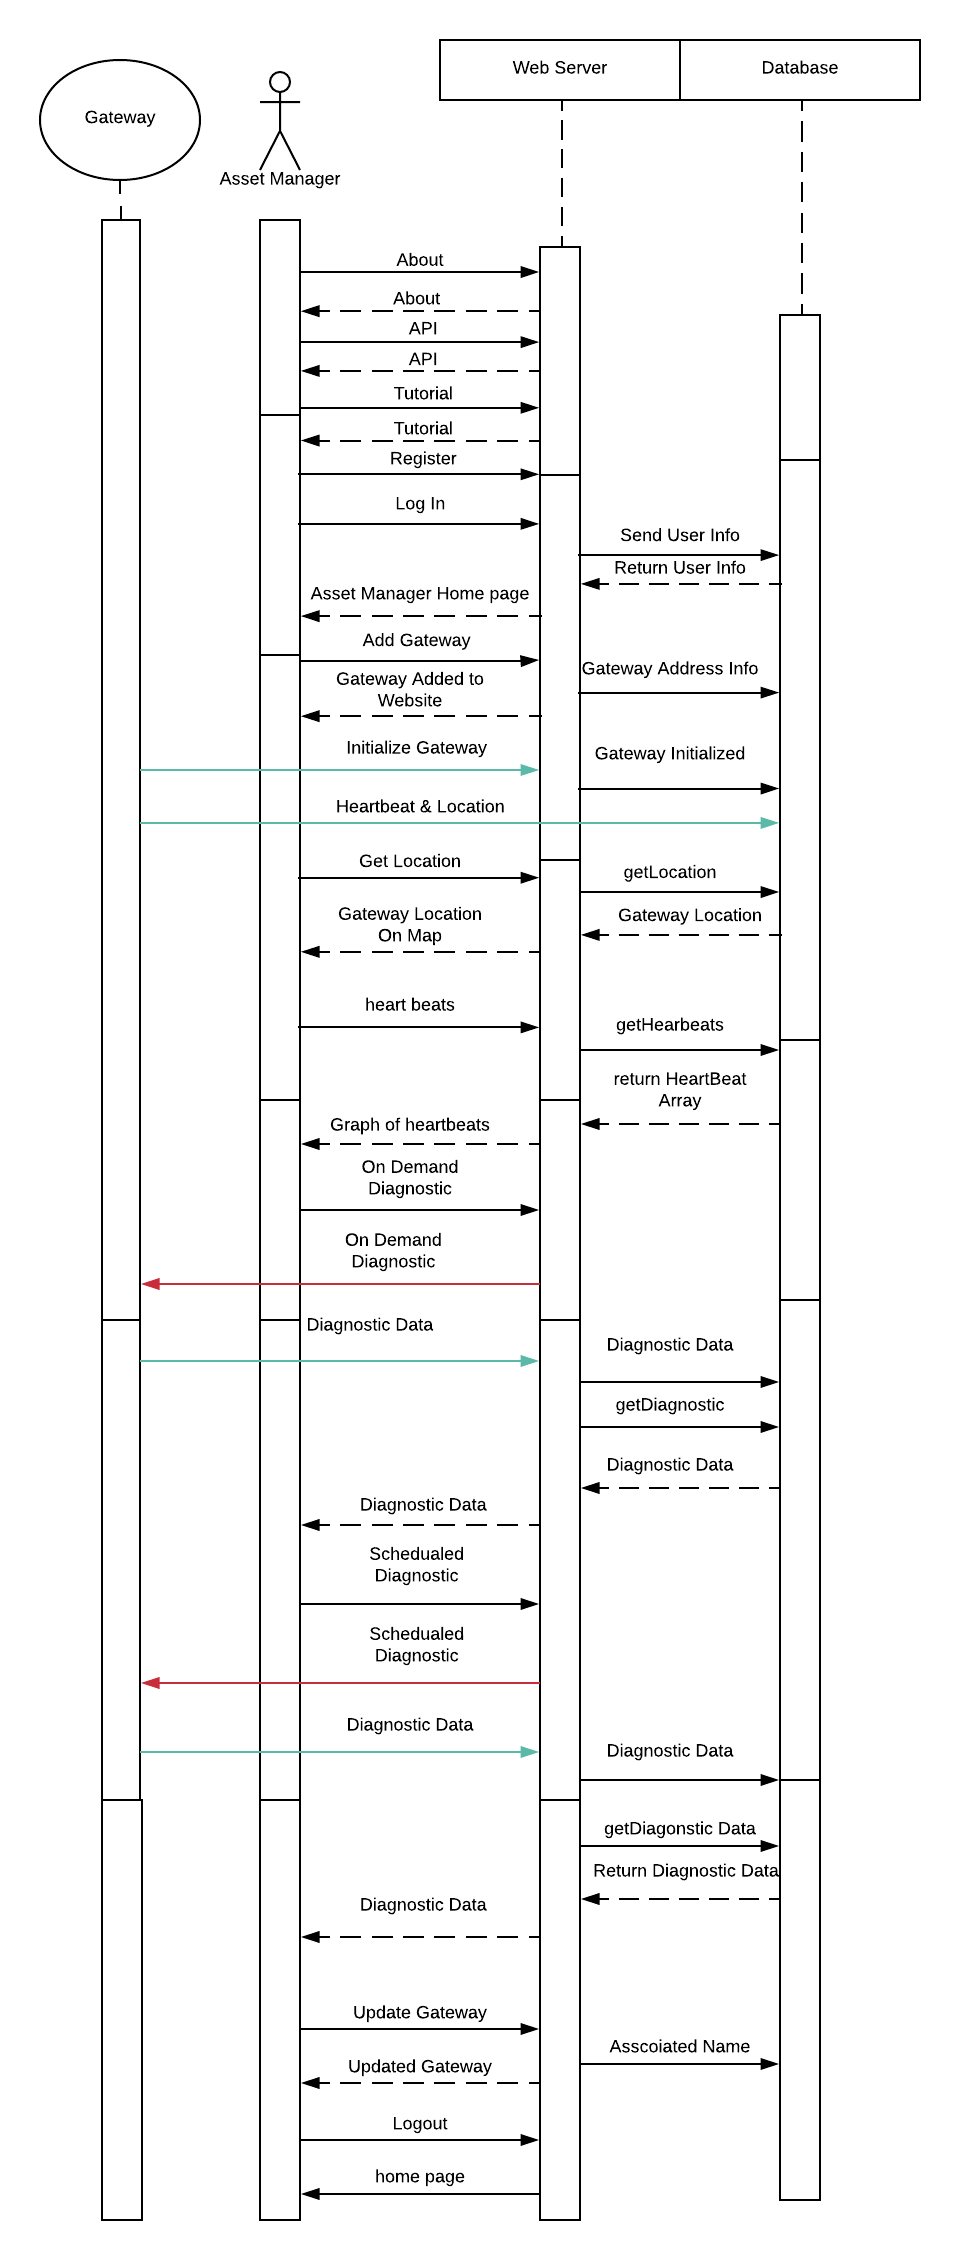 Web Server
Database
Gateway
Asset Manager
About
About
API
API
Tutorial
Tutorial
Register
Log In
Send User Info
Return User Info
Asset Manager Home page
Add Gateway
Gateway Address Info
Gateway Added to
Website
Initialize Gateway
Gateway Initialized
Heartbeat & Location
Get Location
getLocation
Gateway Location
On Map
Gateway Location
heart beats
getHearbeats
return HeartBeat
Array
Graph of heartbeats
On Demand
Diagnostic
On Demand
Diagnostic
Diagnostic Data
Diagnostic Data
getDiagnostic
Diagnostic Data
Diagnostic Data
Schedualed
Diagnostic
Schedualed
Diagnostic
Diagnostic Data
Diagnostic Data
getDiagonstic Data
Return Diagnostic Data
Diagnostic Data
Update Gateway
Asscoiated Name
Updated Gateway
Logout
home page